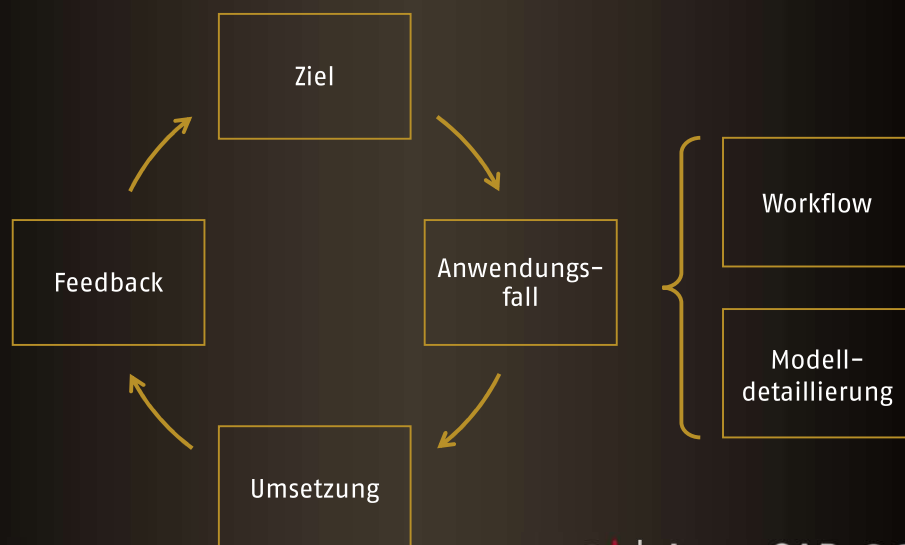 Ziel
Workflow
Anwendungs-
fall
Feedback
Modell-
detaillierung
Umsetzung